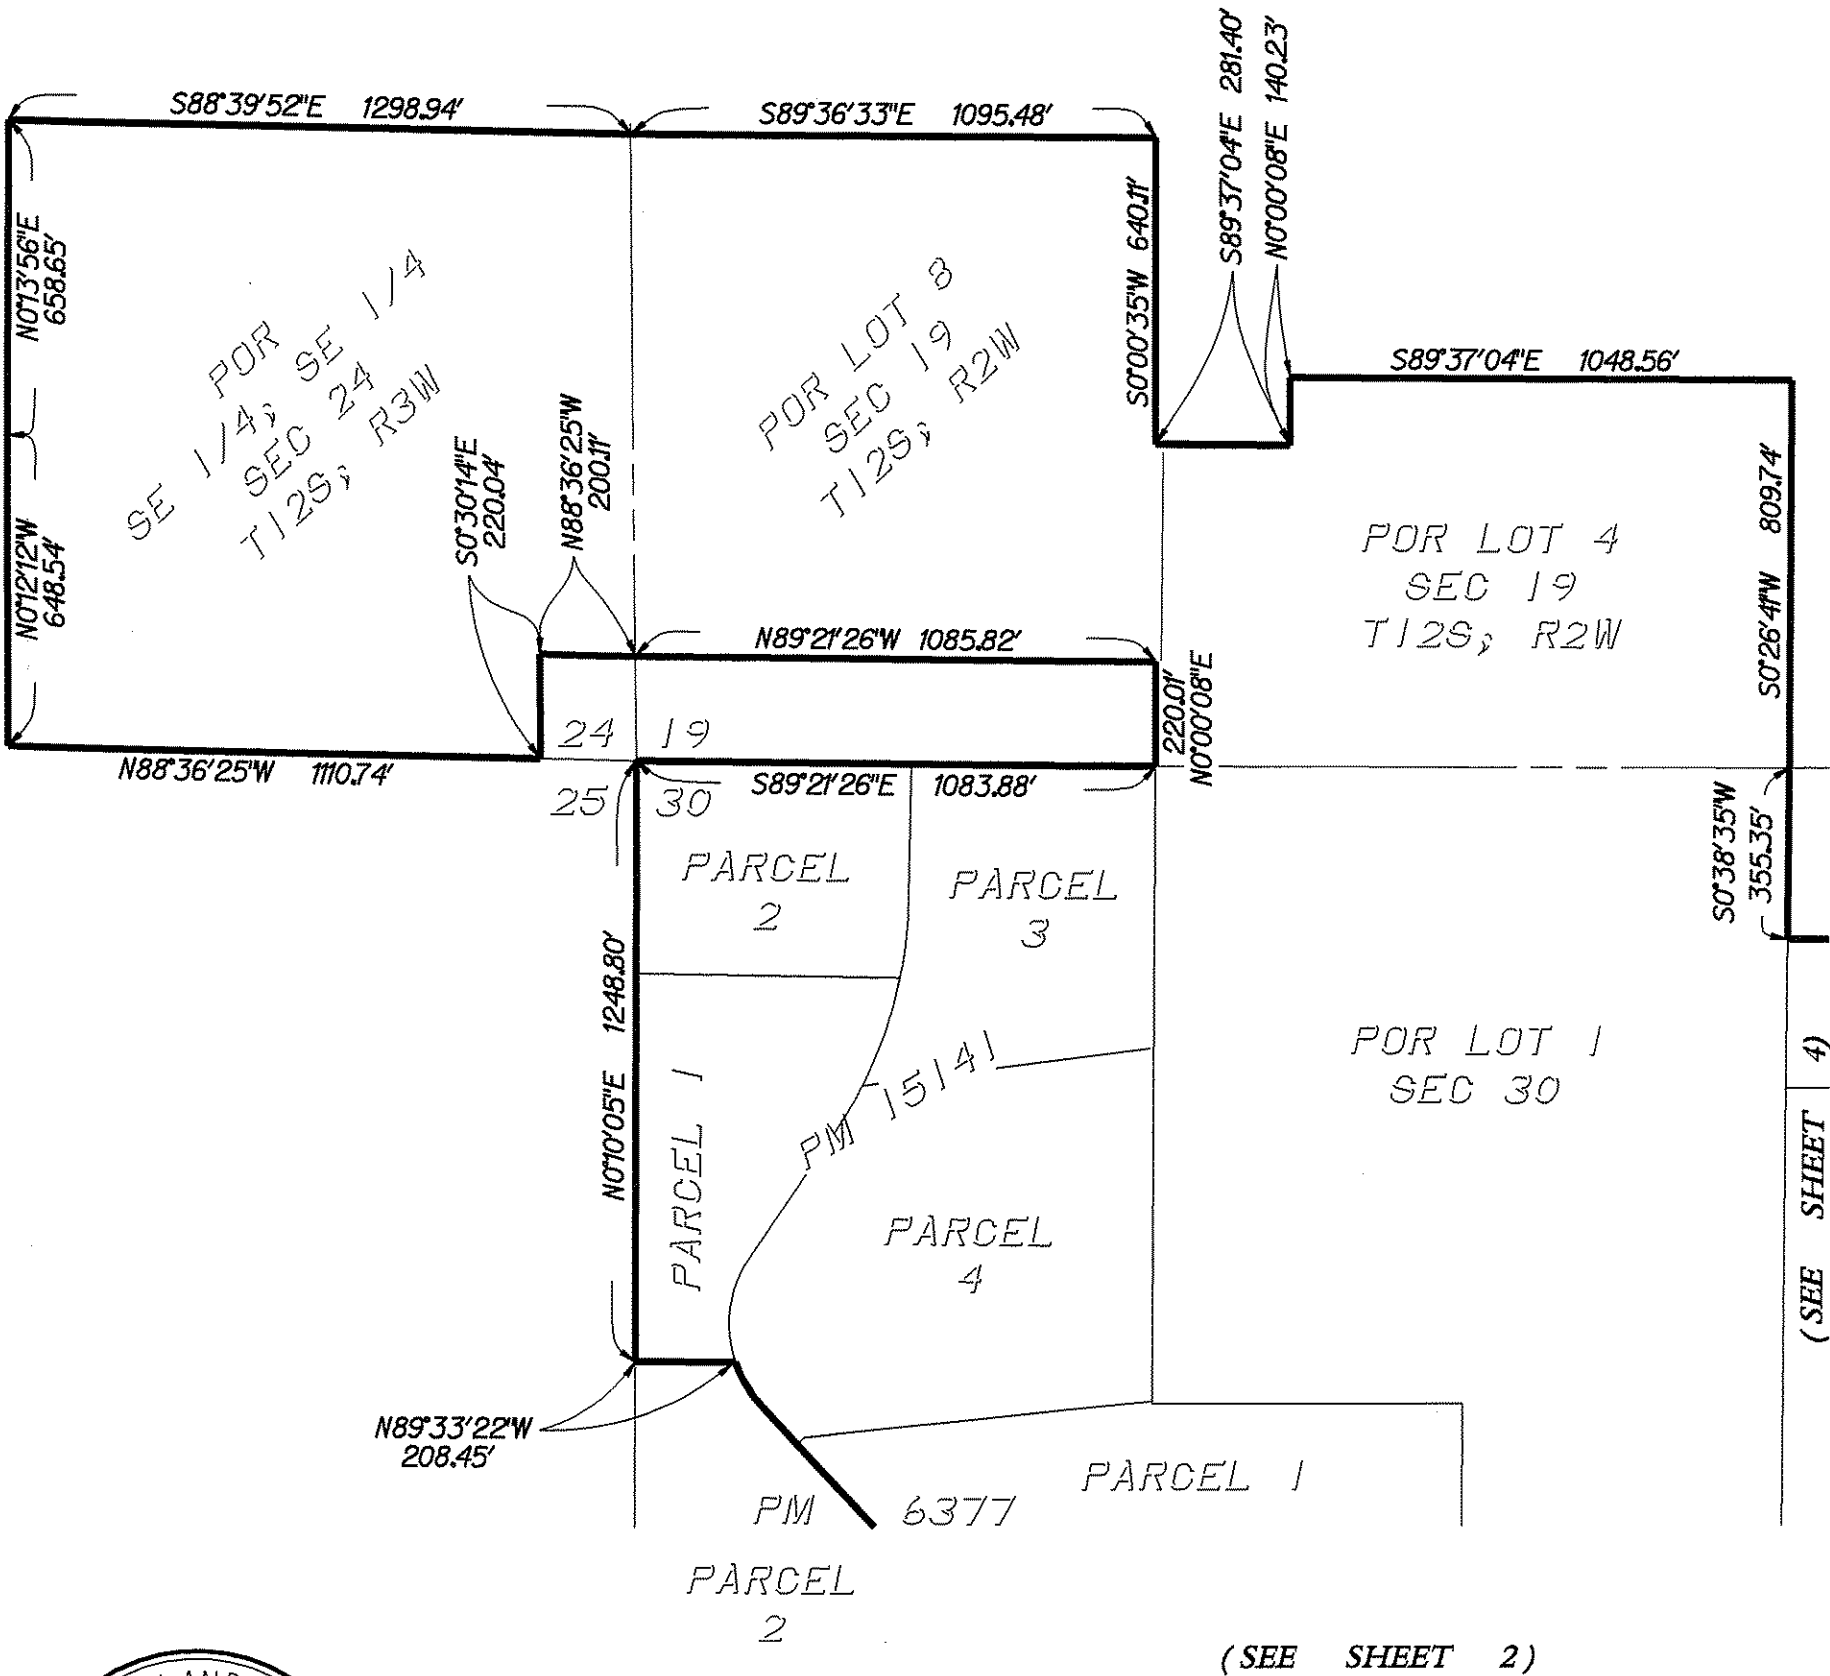 S89°37'04"E 281.40'
N0°00'08"E 140.23'
S88°39'52"E 1298.94'
S89°36'33"E 1095.48'
N0°13'56"E
658.65'
S0°00'35"W 640.11'
POR
SE 1/4; SE 1/4
SEC 24
T12S; R3W
POR LOT 8
SEC 19
T12S; R2W
S89°37'04"E 1048.56'
S0°30'14"E
220.04'
N88°36'25"W
200.11'
N0°12'12"W
648.54'
POR LOT 4
SEC 19
T12S; R2W
S0°26'41"W 809.74'
N89°21'26"W 1085.82'
220.01'
N0°00'08"E
24 19
N88°36'25"W 1110.74'
S89°21'26"E 1083.88'
25 30
S0°38'35"W
355.35'
PARCEL
2
PARCEL
3
N0°10'05"E 1248.80'
PARCEL 1
PM 15141
POR LOT 1
SEC 30
PARCEL
4
(SEE SHEET 4)
N89°33'22"W
208.45'
PARCEL 1
PM 6377
PARCEL
2
(SEE SHEET 2)